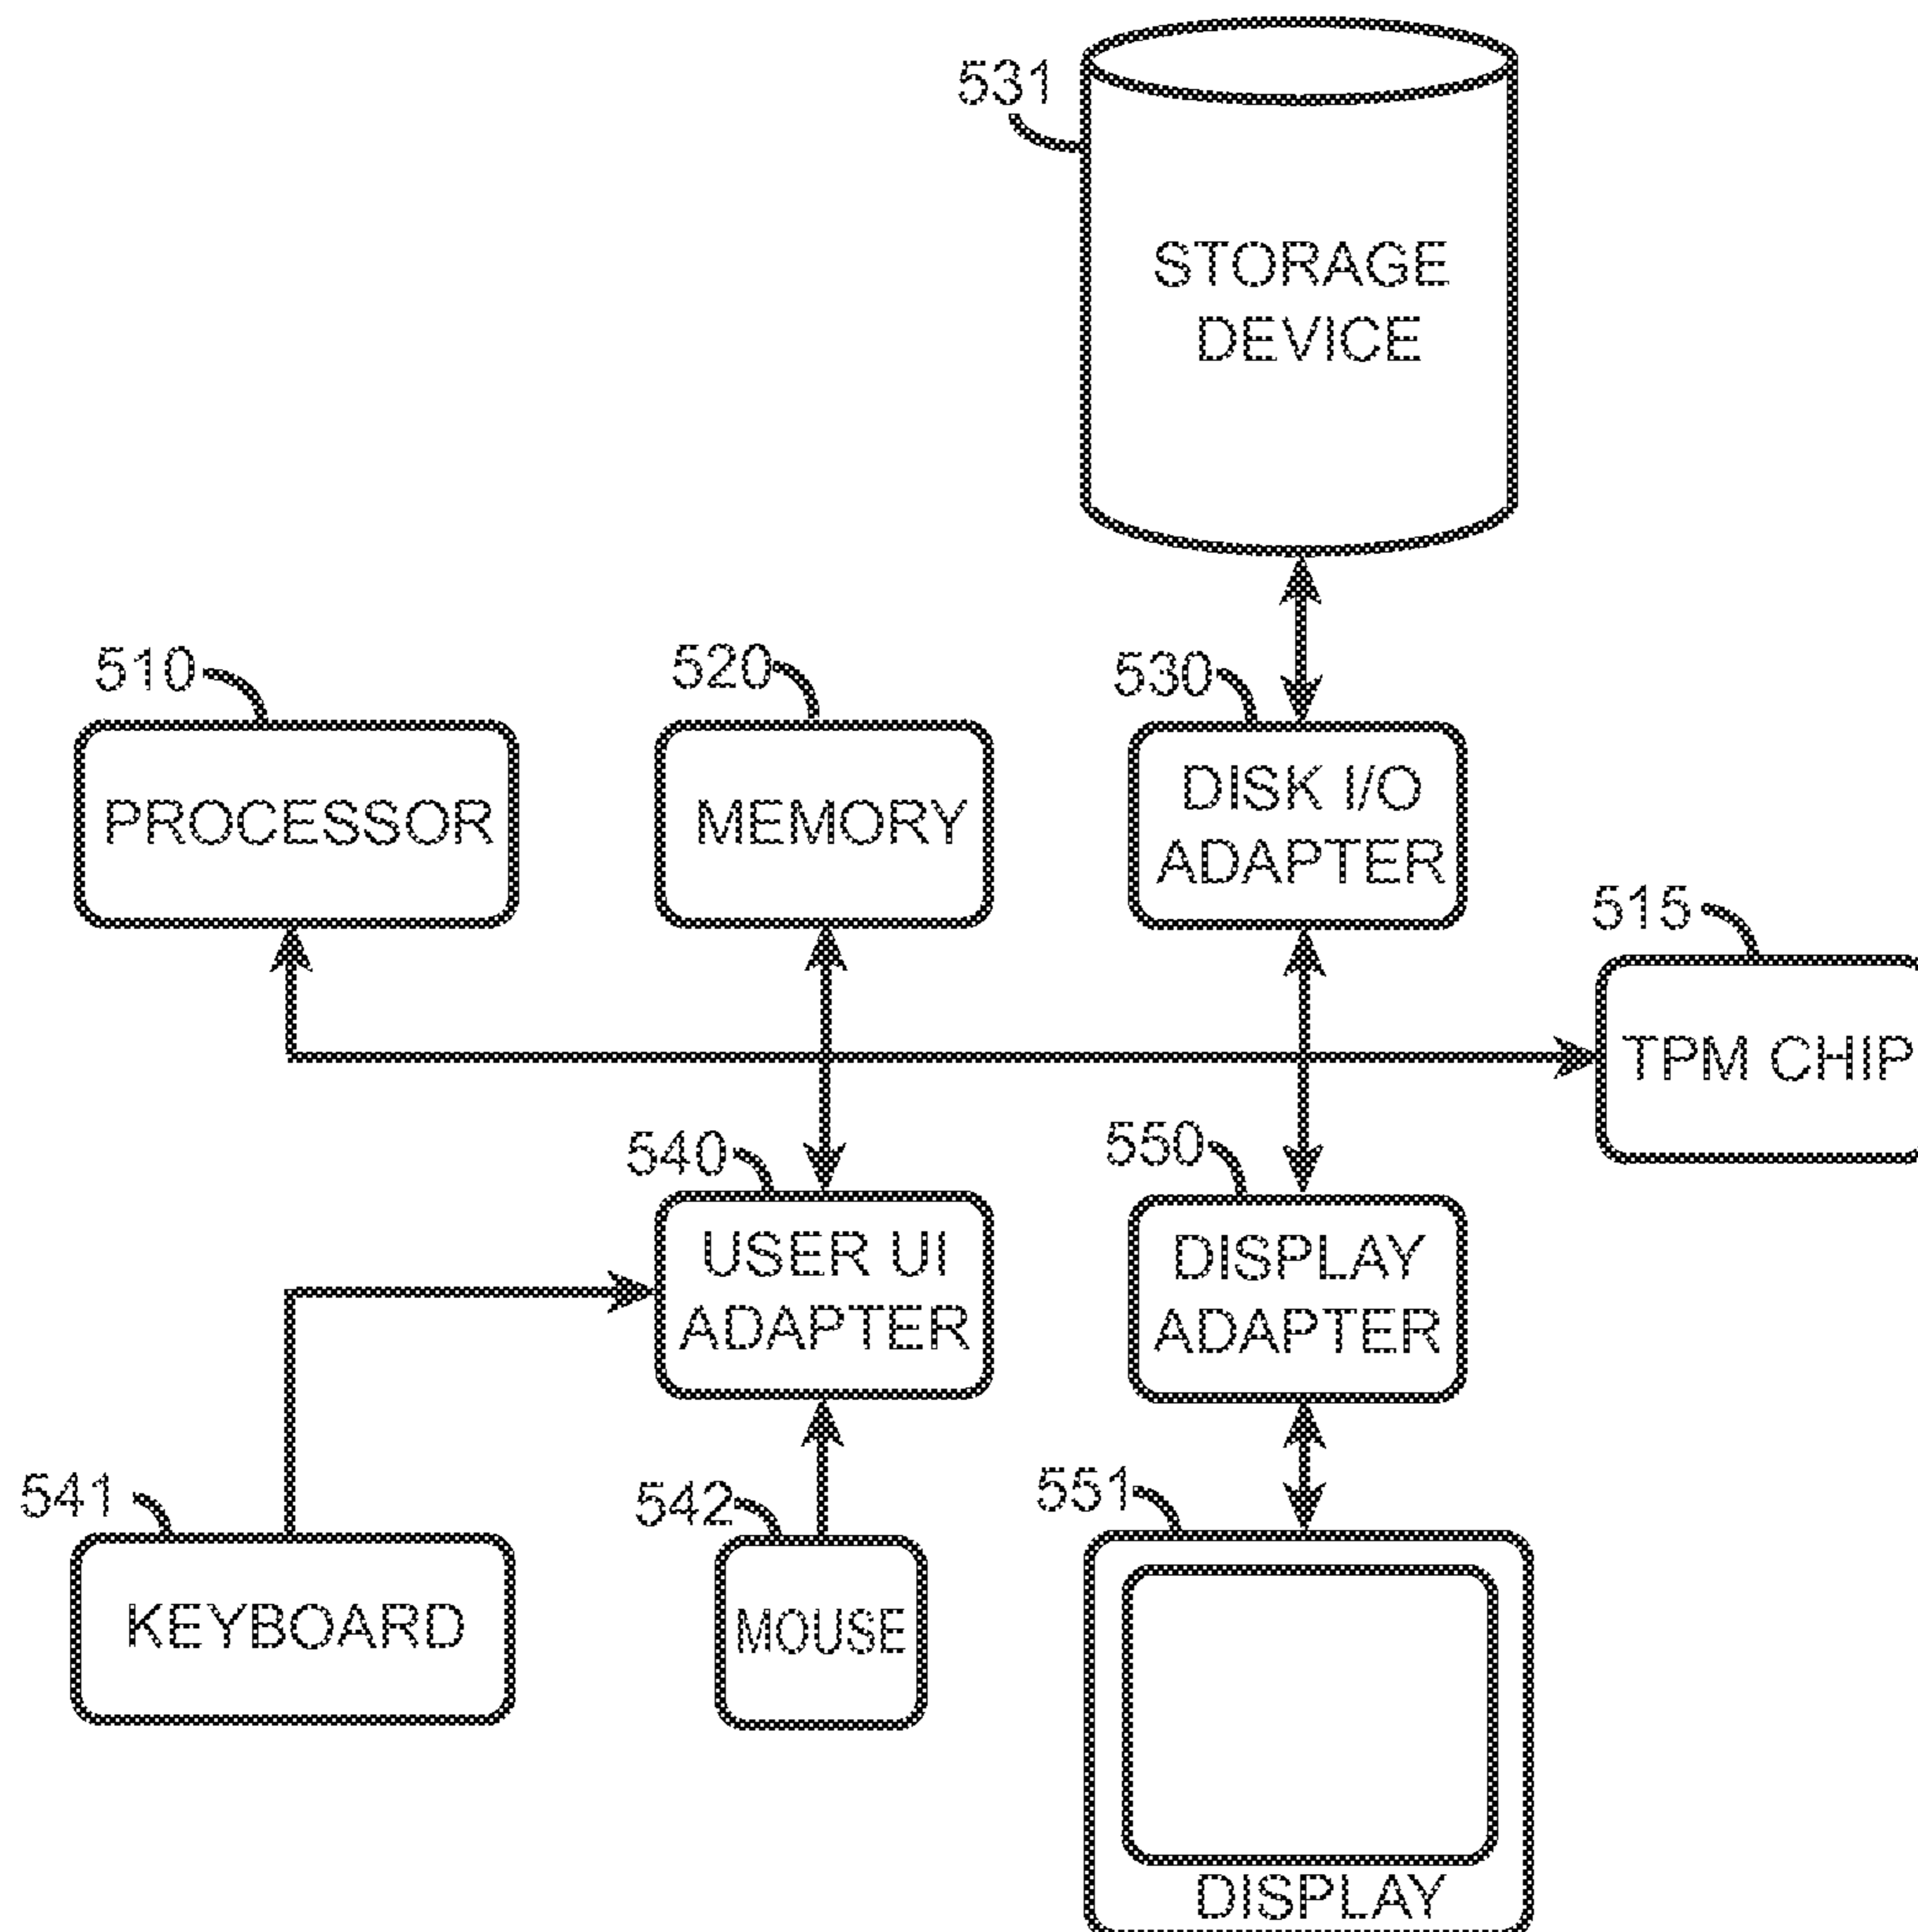 531
STORAGE
DEVICE
510
520
530
PROCESSOR
MEMORY
DISK I/O
ADAPTER
515
TPM CHIP
540
550
USER UI
ADAPTER
DISPLAY
ADAPTER
541
542
551
KEYBOARD
MOUSE
DISPLAY